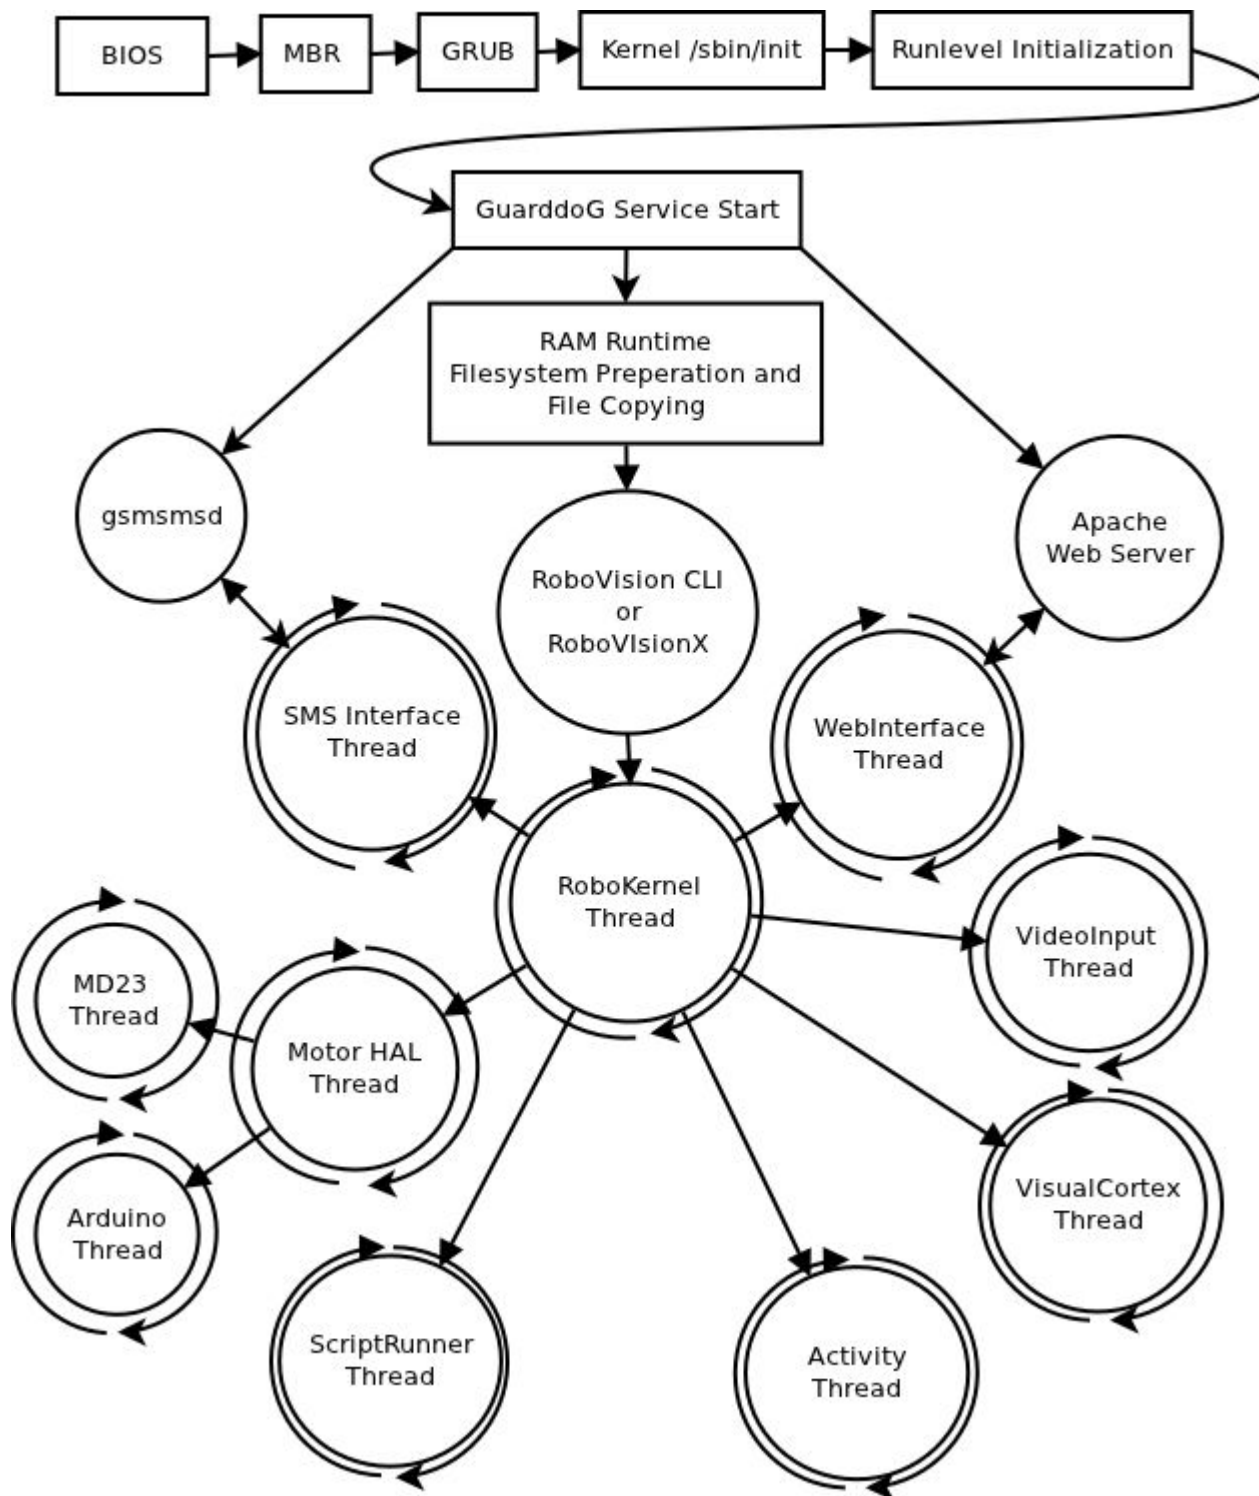 BIOS
MBR
GRUB
Kernel /sbin/init
Runlevel Initialization
GuarddoG Service Start
RAM Runtime
Filesystem Preperation and
File Copying
gsmsmsd
Apache
Web Server
RoboVision CLI
or
RoboVIsionX
SMS Interface
Thread
WebInterface
Thread
RoboKernel
Thread
VideoInput
Thread
MD23
Thread
Motor HAL
Thread
VisualCortex
Thread
Arduino
Thread
ScriptRunner
Thread
Activity
Thread